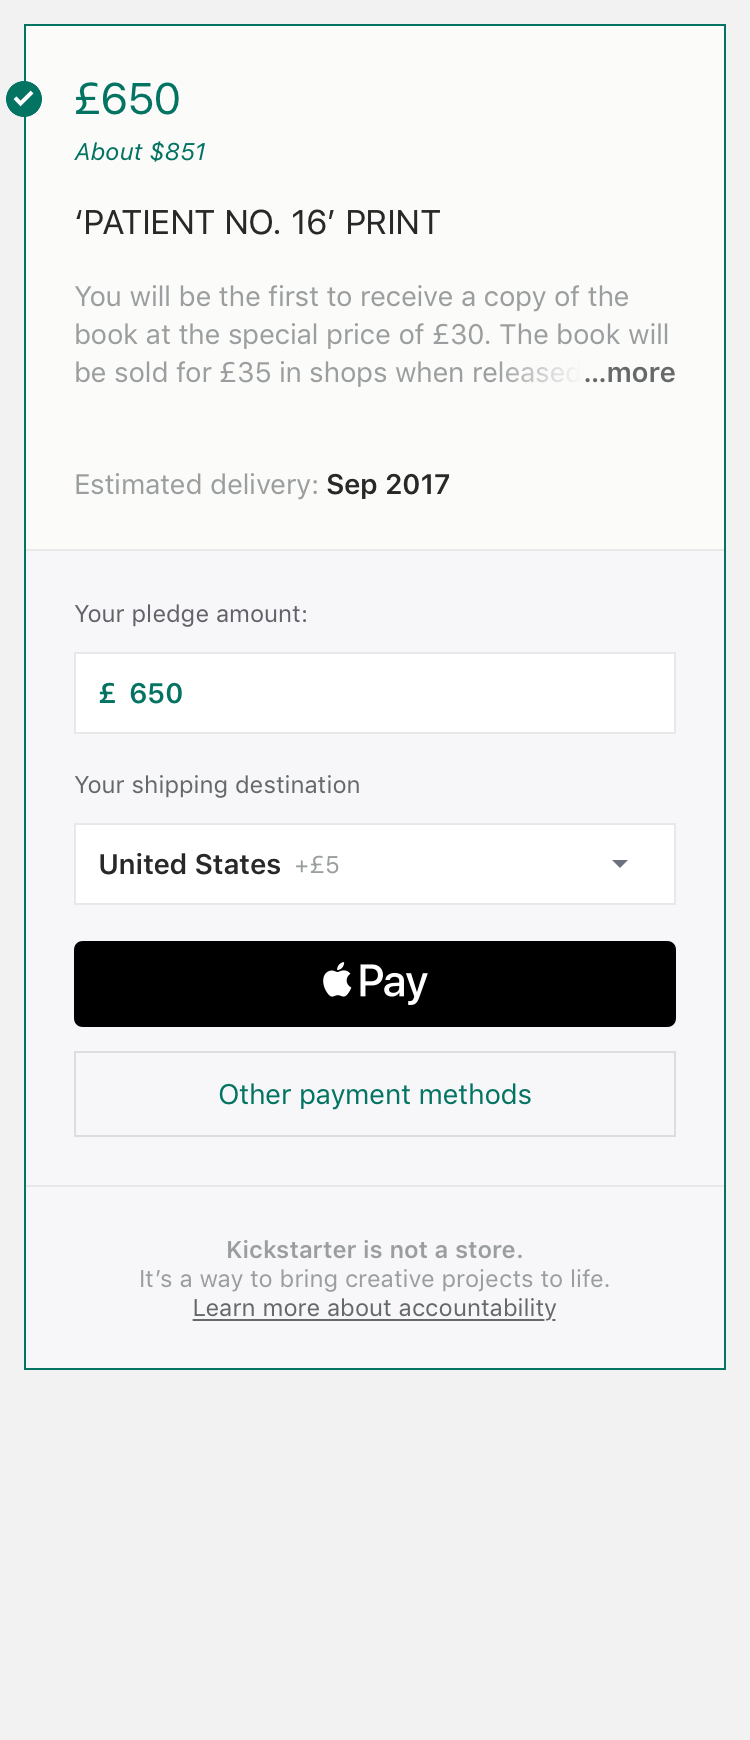 £650
About $851
‘PATIENT NO. 16’ PRINT
You will be the first to receive a copy of the
book at the special price of £30. The book will
be sold for £35 in shops when released ...more
Estimated delivery: Sep 2017
Your pledge amount:
£ 650
Your shipping destination
United States +£5
Pay
Other payment methods
Kickstarter is not a store.
It’s a way to bring creative projects to life.
Learn more about accountability